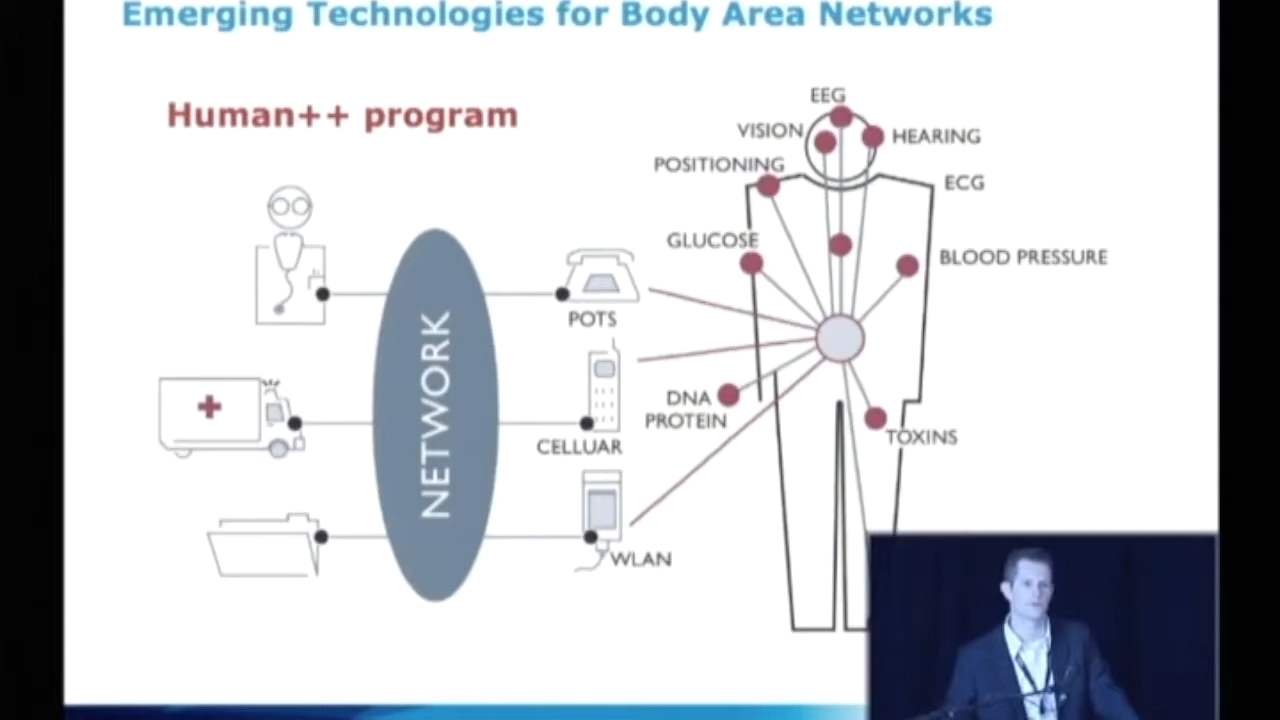 Emerging Technologies for Body Area Networks
Human++ program
EEG
VISION
HEARING
POSITIONING
ECG
GLUCOSE
BLOOD PRESSURE
NETWORK
POTS
DNA
PROTEIN
CELLUAR
TOXINS
WLAN